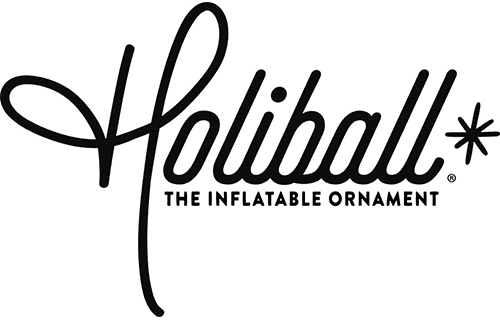 Holiball®
THE INFLATABLE ORNAMENT